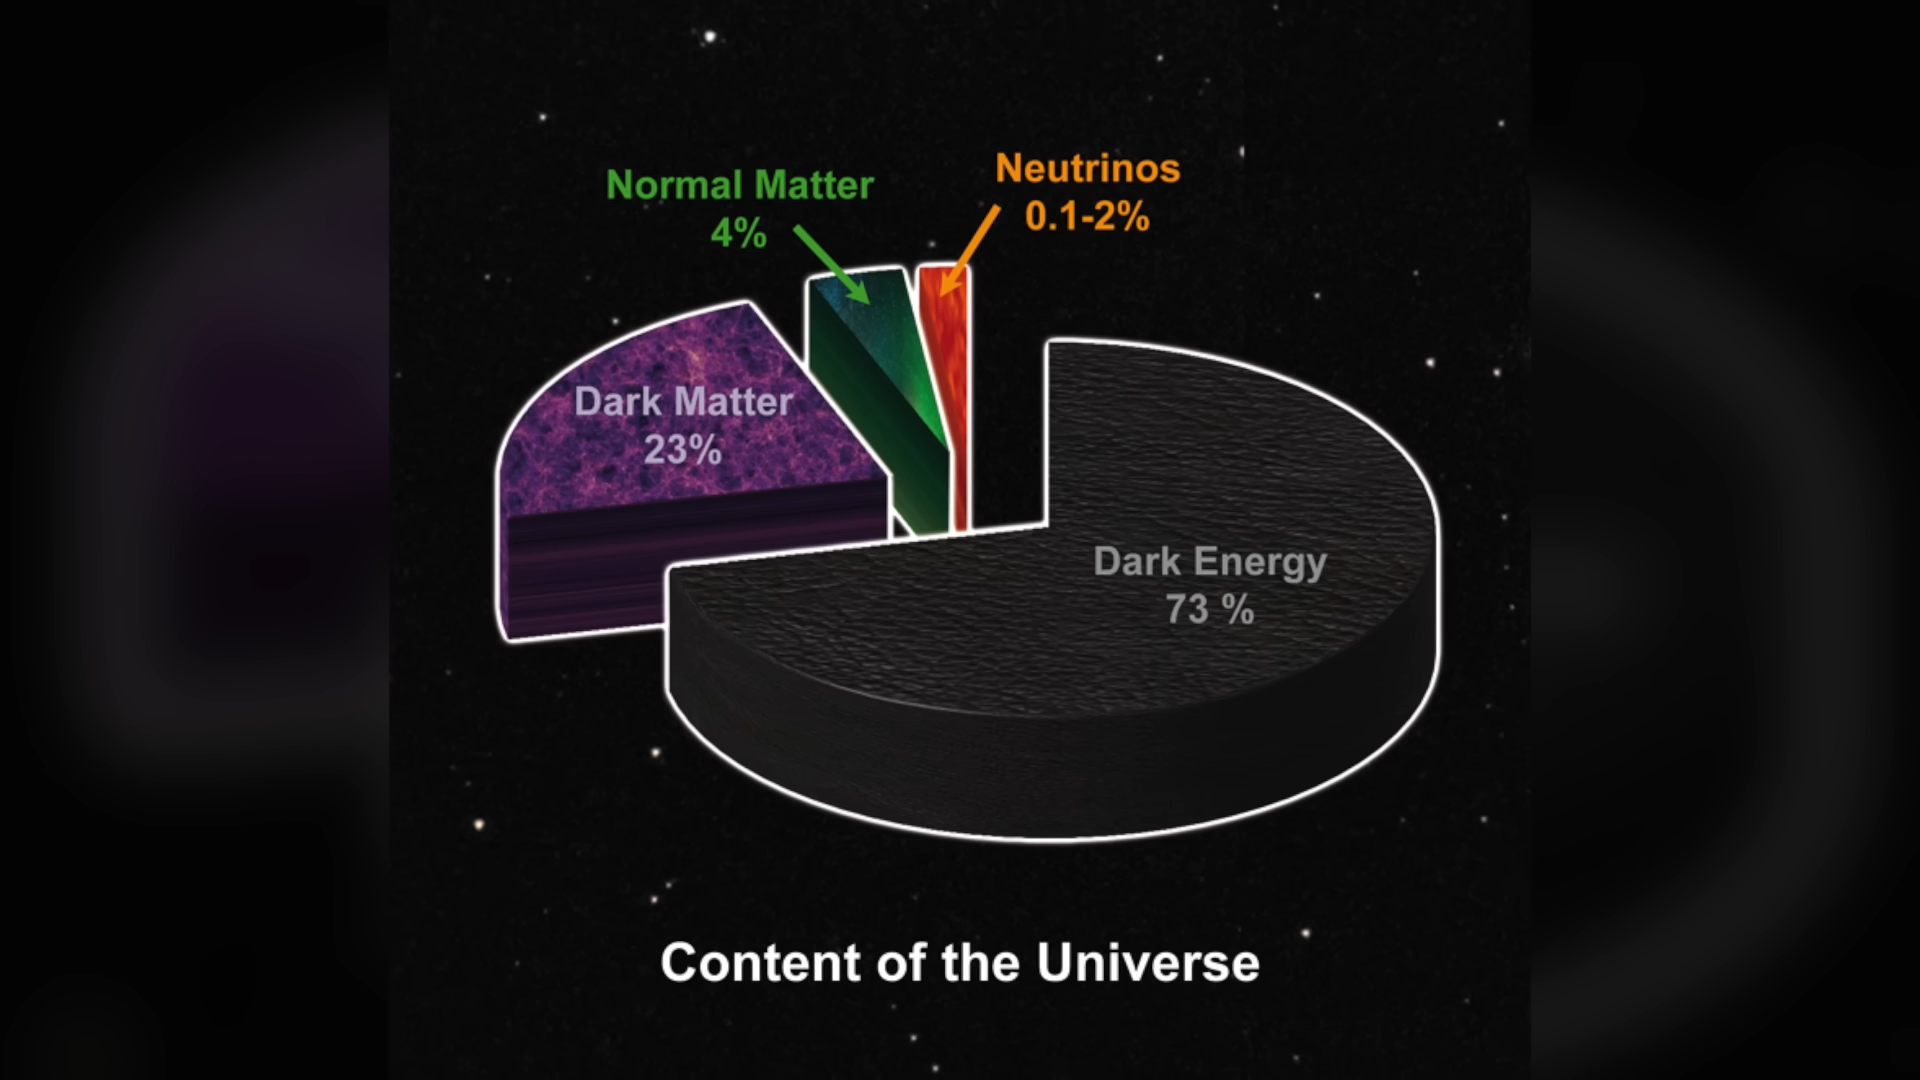 Neutrinos
0.1-2%
Normal Matter
4%
Dark Matter
23%
Dark Energy
73 %
Content of the Universe